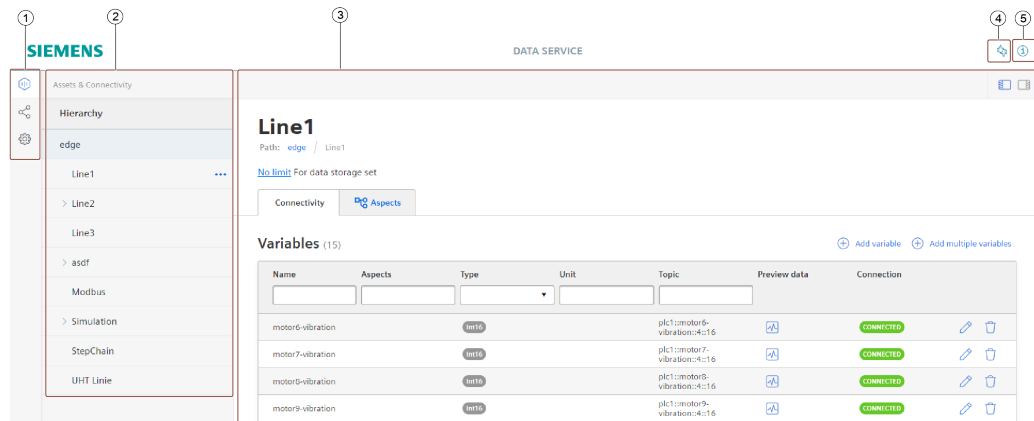 1 2 3 4 5
SIEMENS DATA SERVICE
Assets & Connectivity
Hierarchy
edge
Line1 •••
Line2
Line3
asdf
Modbus
Simulation
StepChain
UHT Linie
Line1
Path: edge / Line1
No limit For data storage set
Connectivity Aspects
Variables (15) Add variable Add multiple variables
Name Aspects Type Unit Topic Preview data Connection
motor6-vibration Int16 plc1::motor6-
vibration::4::16 CONNECTED
motor7-vibration Int16 plc1::motor7-
vibration::4::16 CONNECTED
motor8-vibration Int16 plc1::motor8-
vibration::4::16 CONNECTED
motor9-vibration Int16 plc1::motor9-
vibration::4::16 CONNECTED